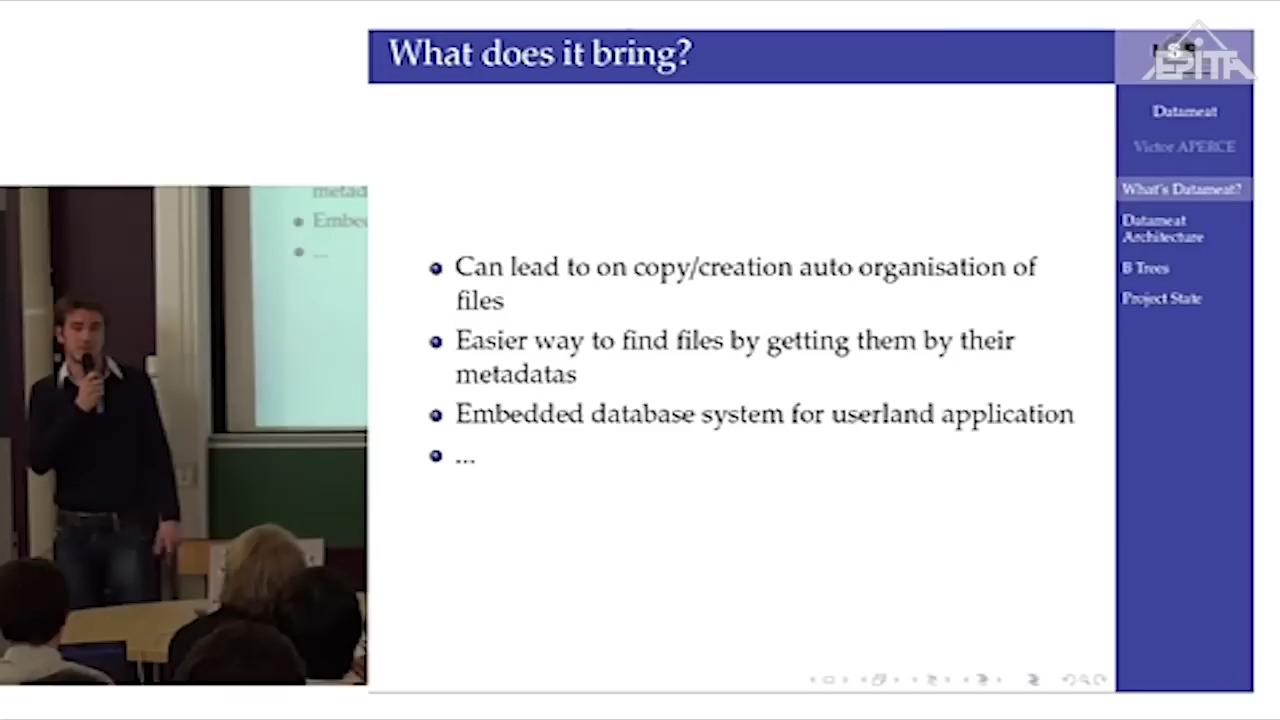 What does it bring?
EPITA
Datameat
Victor APERCE
What's Datameat?
Datameat
Architecture
B Trees
Project State
Can lead to on copy/creation auto organisation of
files
Easier way to find files by getting them by their
metadatas
Embedded database system for userland application
...
metad
Embed
...